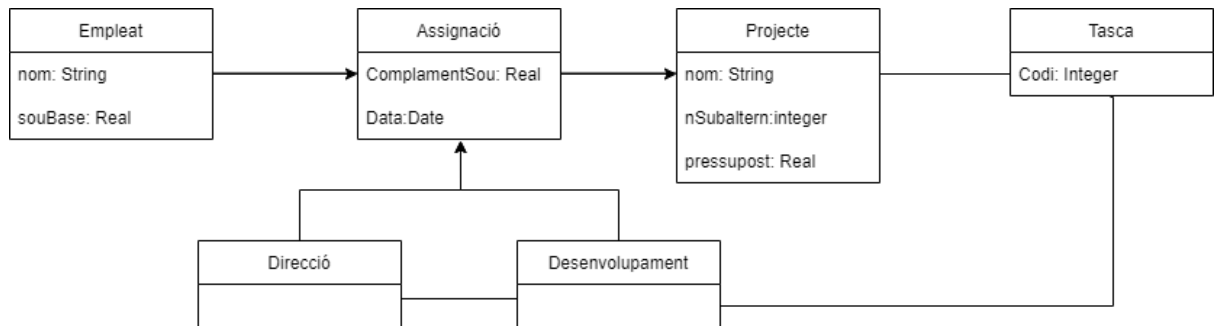 Empleat
nom: String
souBase: Real
Assignació
ComplamentSou: Real
Data:Date
Projecte
nom: String
nSubaltern:integer
pressupost: Real
Tasca
Codi: Integer
Direcció
Desenvolupament